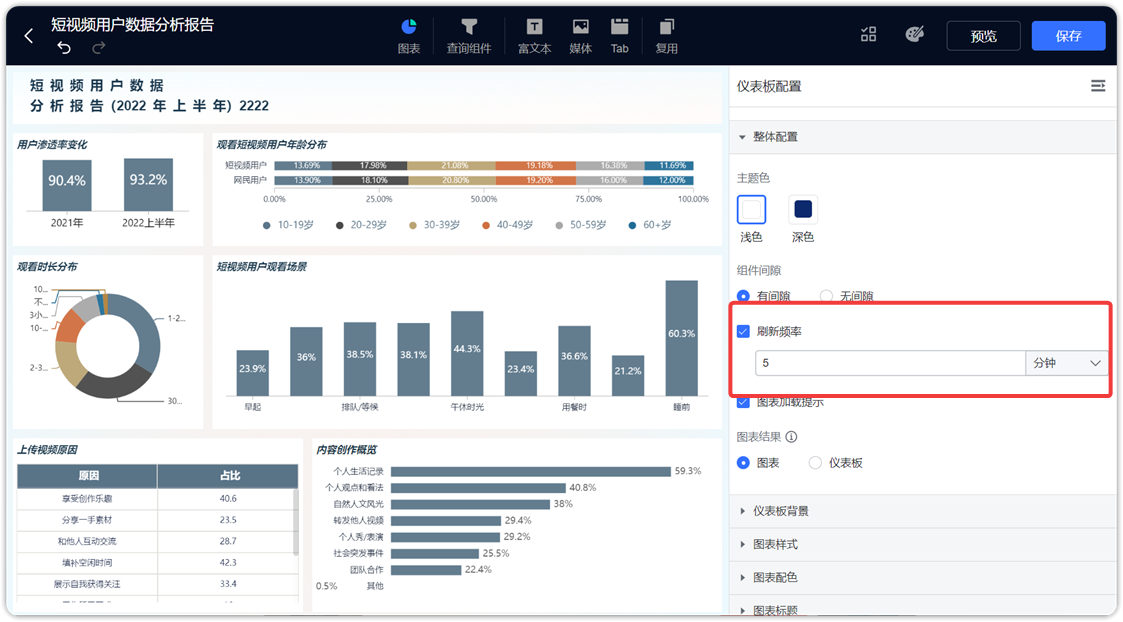 短视频用户数据分析报告
图表
查询组件
富文本
媒体
Tab
复用
预览
保存
短视频用户数据
分析报告 (2022 年上半年) 2222
用户渗透率变化
90.4%
93.2%
2021年
2022上半年
观看短视频用户年龄分布
短视频用户
13.69%
17.98%
21.08%
19.18%
16.38%
11.69%
网民用户
13.90%
18.10%
20.80%
19.20%
16.00%
12.00%
0.00%
25.00%
50.00%
75.00%
100.00%
10-19岁
20-29岁
30-39岁
40-49岁
50-59岁
60+岁
观看时长分布
10...
不...
3小...
10-...
2-3...
1-2...
30...
短视频用户观看场景
23.9%
36%
38.5%
38.1%
44.3%
23.4%
36.6%
21.2%
60.3%
早起
排队/等候
午休时光
用餐时
睡前
上传视频原因
原因
占比
享受创作乐趣
40.6
分享一手素材
23.5
和他人互动交流
28.7
填补空闲时间
42.3
展示自我获得关注
33.4
内容创作概览
个人生活记录
59.3%
个人观点和看法
40.8%
自然人文风光
38%
转发他人视频
29.4%
个人秀/表演
29.2%
社会突发事件
25.5%
团队合作
22.4%
0.5%
其他
仪表板配置
整体配置
主题色
浅色
深色
组件间隙
有间隙
无间隙
刷新频率
5
分钟
图表加载提示
图表结果
图表
仪表板
仪表板背景
图表样式
图表配色
图表标题